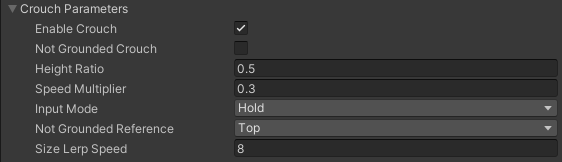 Crouch Parameters
Enable Crouch
Not Grounded Crouch
Height Ratio 0.5
Speed Multiplier 0.3
Input Mode Hold
Not Grounded Reference Top
Size Lerp Speed 8